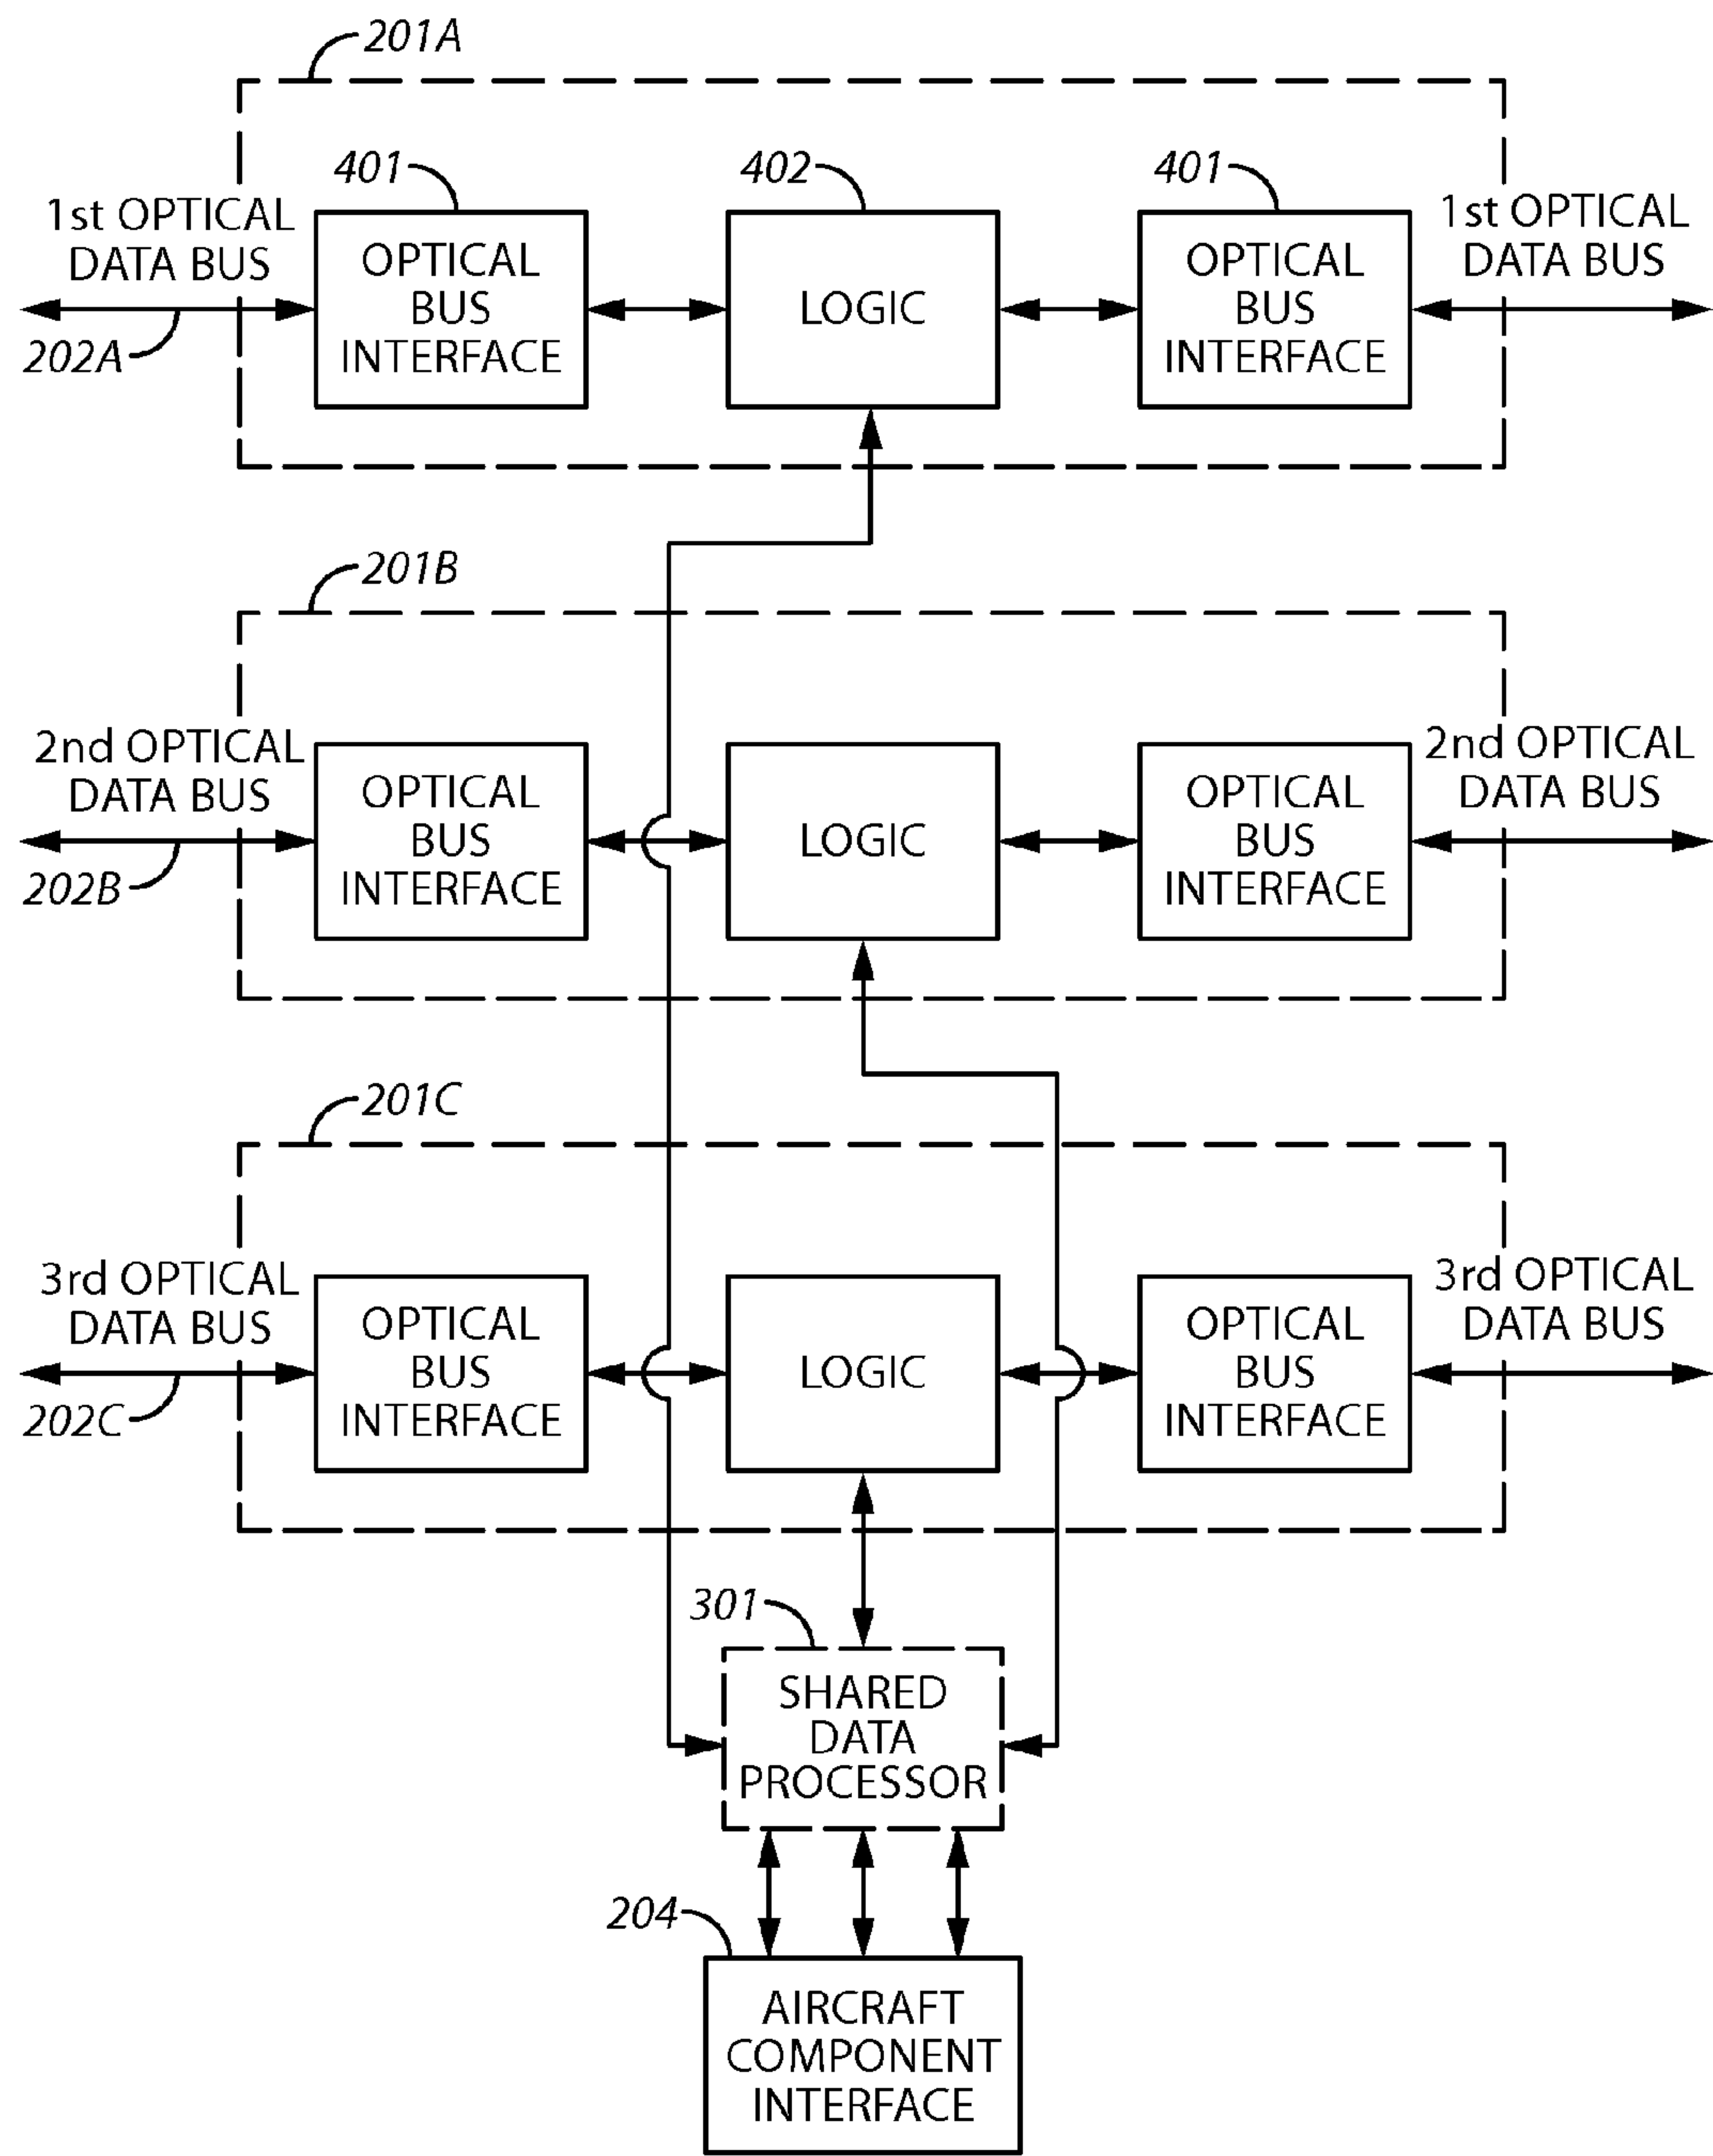 201A
401
402
401
1st OPTICAL
DATA BUS
OPTICAL
BUS
INTERFACE
LOGIC
OPTICAL
BUS
INTERFACE
1st OPTICAL
DATA BUS
202A
201B
2nd OPTICAL
DATA BUS
OPTICAL
BUS
INTERFACE
LOGIC
OPTICAL
BUS
INTERFACE
2nd OPTICAL
DATA BUS
202B
201C
3rd OPTICAL
DATA BUS
OPTICAL
BUS
INTERFACE
LOGIC
OPTICAL
BUS
INTERFACE
3rd OPTICAL
DATA BUS
202C
301
SHARED
DATA
PROCESSOR
204
AIRCRAFT
COMPONENT
INTERFACE